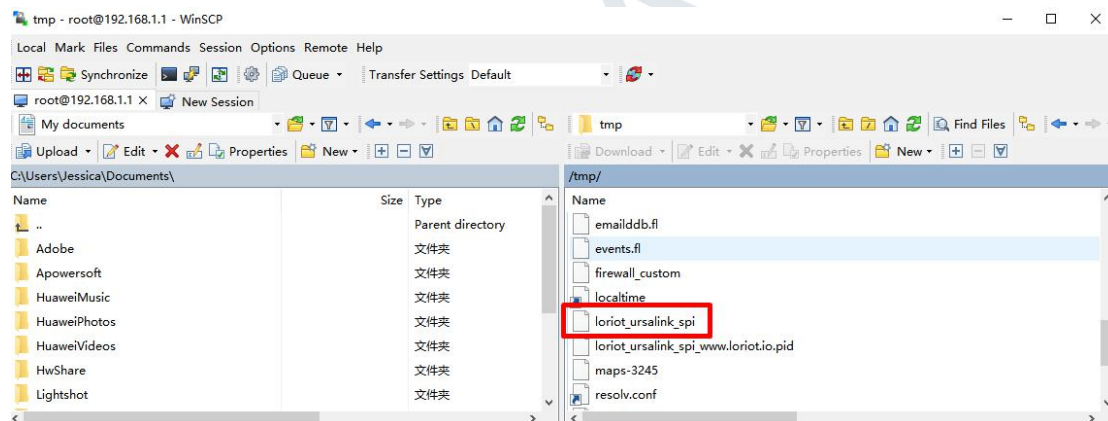 tmp - root@192.168.1.1 - WinSCP
Local Mark Files Commands Session Options Remote Help
Synchronize Queue Transfer Settings Default
root@192.168.1.1 × New Session
My documents tmp Find Files
Upload Edit Properties New Download Edit Properties New
C:\Users\Jessica\Documents\ /tmp/
Name Size Type Name
.. Parent directory emailddb.fl
Adobe 文件夹 events.fl
Apowersoft 文件夹 firewall_custom
HuaweiMusic 文件夹 localtime
HuaweiPhotos 文件夹 loriot_ursalink_spi
HuaweiVideos 文件夹 loriot_ursalink_spi_www.loriot.io.pid
HwShare 文件夹 maps-3245
Lightshot 文件夹 resolv.conf